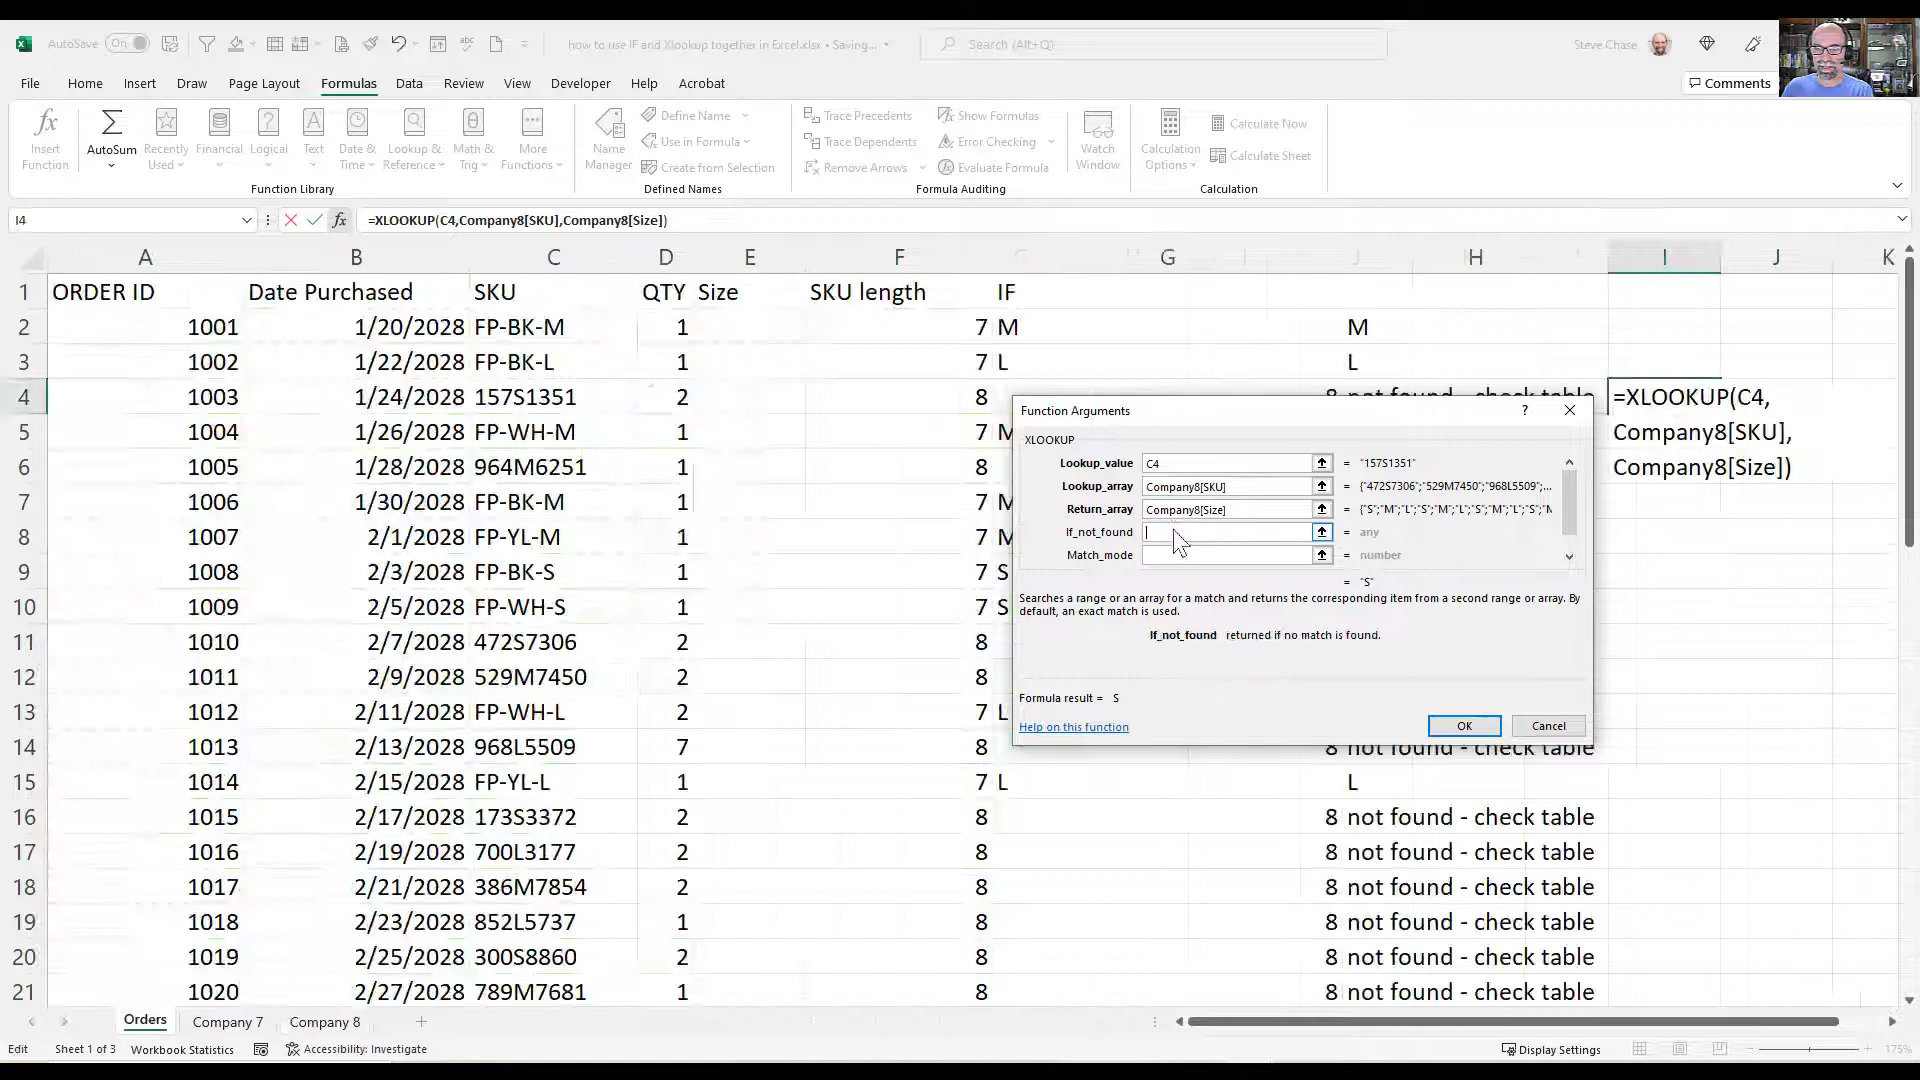 AutoSave On how to use IF and Xlookup together in Excel.xlsx • Saving... Search (Alt+Q) Steve Chase
File Home Insert Draw Page Layout Formulas Data Review View Developer Help Acrobat Comments
Insert Function AutoSum Recently Used Financial Logical Text Date & Time Lookup & Reference Math & Trig More Functions
Name Manager Define Name Use in Formula Create from Selection
Trace Precedents Trace Dependents Remove Arrows Show Formulas Error Checking Evaluate Formula Watch Window
Calculation Options Calculate Now Calculate Sheet
Function Library Defined Names Formula Auditing Calculation
I4 fx =XLOOKUP(C4,Company8[SKU],Company8[Size])
A B C D E F G H I J K
1 ORDER ID Date Purchased SKU QTY Size SKU length IF
2 1001 1/20/2028 FP-BK-M 1 7 M M
3 1002 1/22/2028 FP-BK-L 1 7 L L
4 1003 1/24/2028 157S1351 2 8 8 not found - check table =XLOOKUP(C4,
5 1004 1/26/2028 FP-WH-M 1 7 M Company8[SKU],
6 1005 1/28/2028 964M6251 1 8 Company8[Size])
7 1006 1/30/2028 FP-BK-M 1 7 M
8 1007 2/1/2028 FP-YL-M 1 7 M
9 1008 2/3/2028 FP-BK-S 1 7 S
10 1009 2/5/2028 FP-WH-S 1 7 S
11 1010 2/7/2028 472S7306 2 8
12 1011 2/9/2028 529M7450 2 8
13 1012 2/11/2028 FP-WH-L 2 7 L
14 1013 2/13/2028 968L5509 7 8 8 not found - check table
15 1014 2/15/2028 FP-YL-L 1 7 L L
16 1015 2/17/2028 173S3372 2 8 8 not found - check table
17 1016 2/19/2028 700L3177 2 8 8 not found - check table
18 1017 2/21/2028 386M7854 2 8 8 not found - check table
19 1018 2/23/2028 852L5737 1 8 8 not found - check table
20 1019 2/25/2028 300S8860 2 8 8 not found - check table
21 1020 2/27/2028 789M7681 1 8 8 not found - check table
Function Arguments ? ×
XLOOKUP
Lookup_value C4 = "157S1351"
Lookup_array Company8[SKU] = {"472S7306";"529M7450";"968L5509";...
Return_array Company8[Size] = {"S";"M";"L";"S";"M";"L";"S";"M";"L";"S";"M
If_not_found = any
Match_mode = number
= "S"
Searches a range or an array for a match and returns the corresponding item from a second range or array. By
default, an exact match is used.
If_not_found returned if no match is found.
Formula result = S
Help on this function OK Cancel
Orders Company 7 Company 8
Edit Sheet 1 of 3 Workbook Statistics Accessibility: Investigate Display Settings 175%